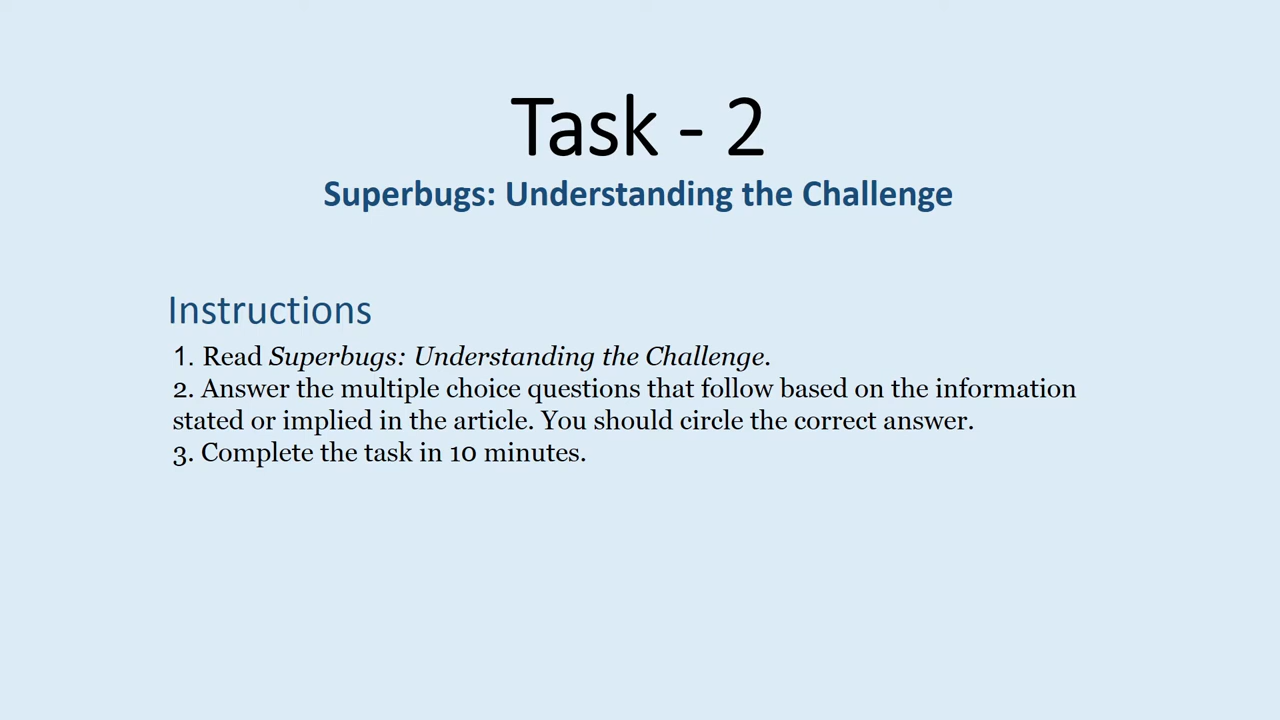 Task - 2
Superbugs: Understanding the Challenge
Instructions
1. Read Superbugs: Understanding the Challenge.
2. Answer the multiple choice questions that follow based on the information
stated or implied in the article. You should circle the correct answer.
3. Complete the task in 10 minutes.